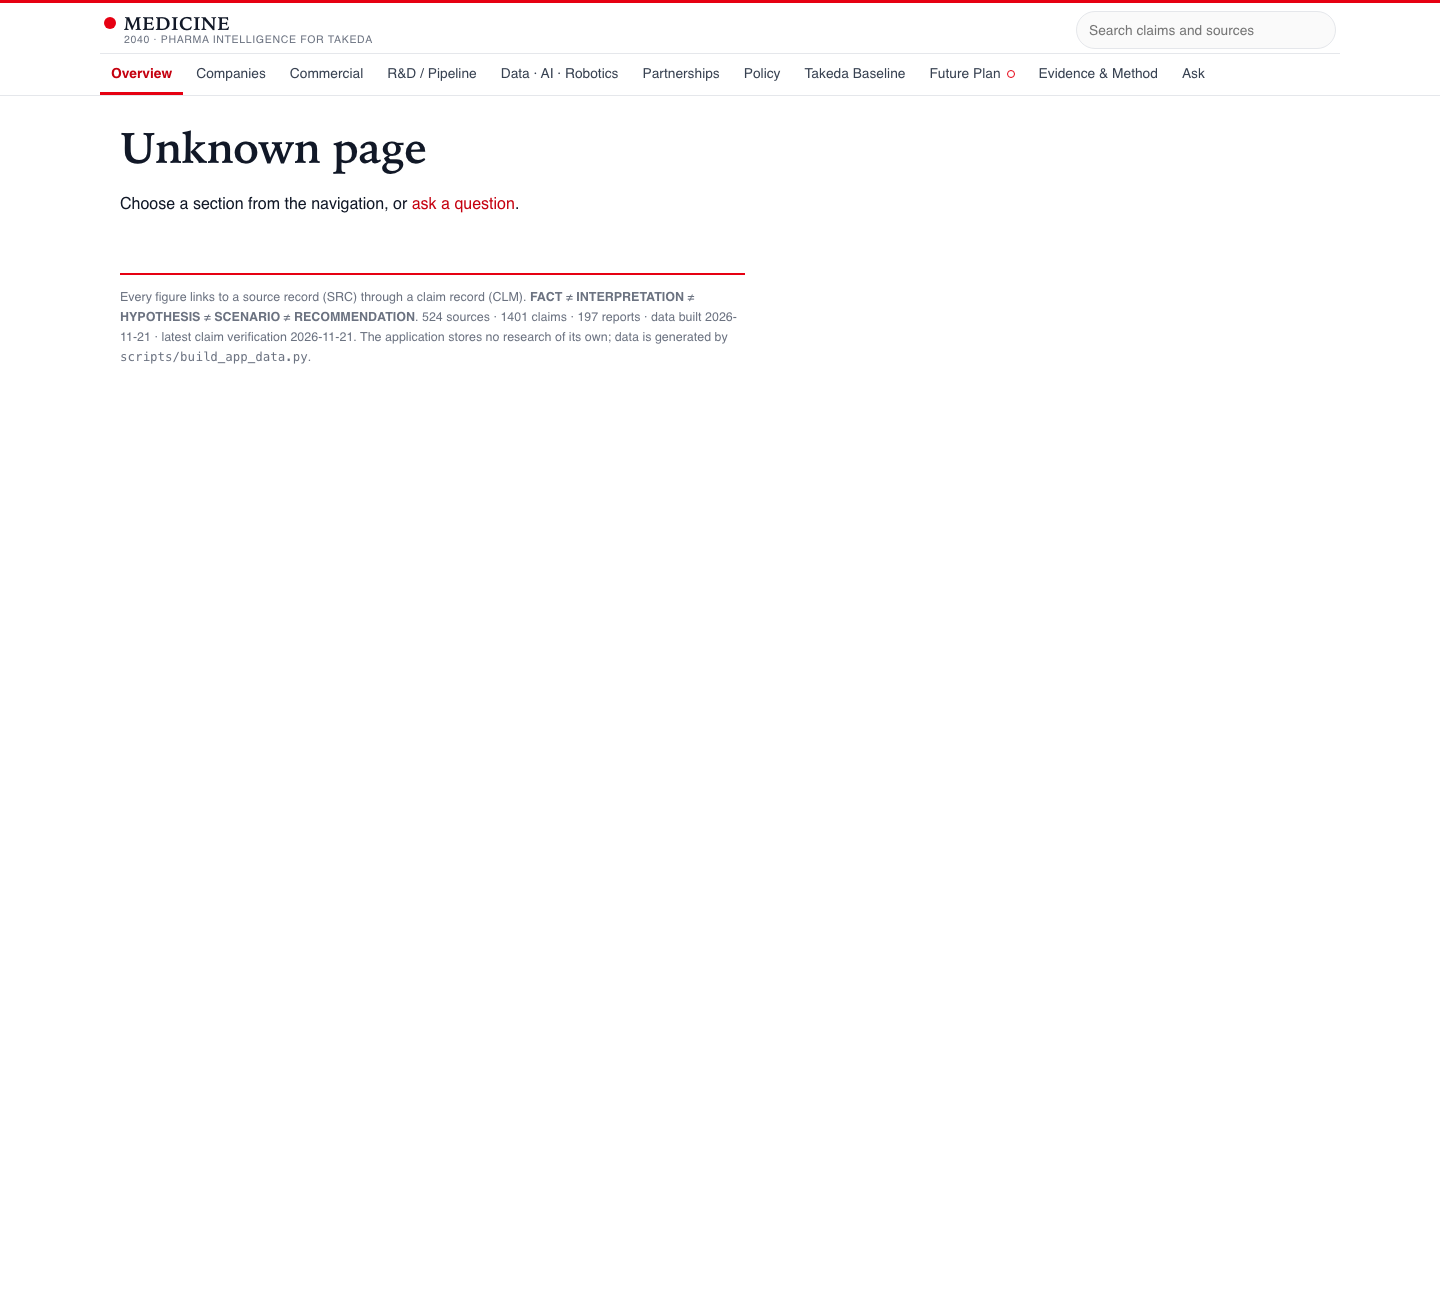 MEDICINE
2040 · PHARMA INTELLIGENCE FOR TAKEDA
Search claims and sources
Overview Companies Commercial R&D / Pipeline Data · AI · Robotics Partnerships Policy Takeda Baseline Future Plan Evidence & Method Ask
Unknown page
Choose a section from the navigation, or ask a question.
Every figure links to a source record (SRC) through a claim record (CLM). FACT ≠ INTERPRETATION ≠
HYPOTHESIS ≠ SCENARIO ≠ RECOMMENDATION. 524 sources · 1401 claims · 197 reports · data built 2026-
11-21 · latest claim verification 2026-11-21. The application stores no research of its own; data is generated by
scripts/build_app_data.py.